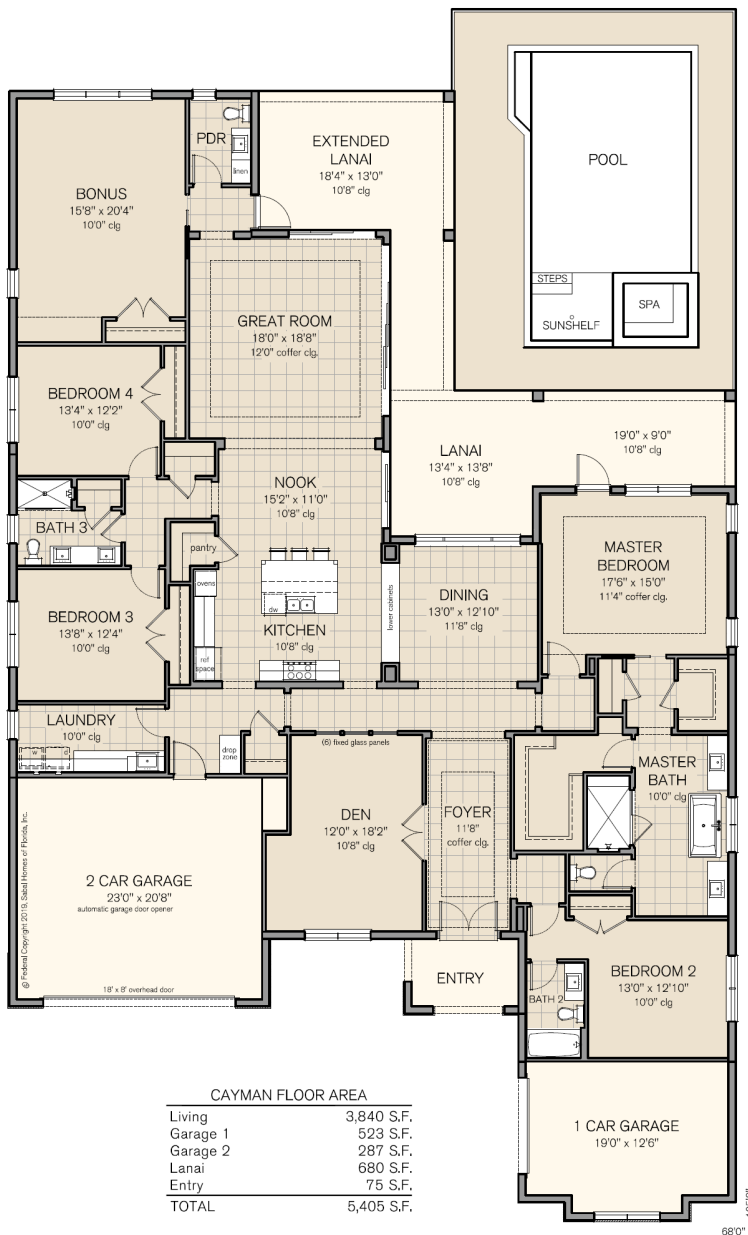 POOL
STEPS
SPA
SUNSHELF
PDR
linen
EXTENDED
LANAI
18'4" x 13'0"
10'8" clg
BONUS
15'8" x 20'4"
10'0" clg
GREAT ROOM
18'0" x 18'8"
12'0" coffer clg.
BEDROOM 4
13'4" x 12'2"
10'0" clg
LANAI
13'4" x 13'8"
10'8" clg
19'0" x 9'0"
10'8" clg
NOOK
15'2" x 11'0"
10'8" clg
BATH 3
pantry
MASTER
BEDROOM
17'6" x 15'0"
11'4" coffer clg.
ovens
dw
lower cabinets
DINING
13'0" x 12'10"
11'8" clg
BEDROOM 3
13'8" x 12'4"
10'0" clg
KITCHEN
10'8" clg
ref
space
LAUNDRY
10'0" clg
w
d
drop
zone
(6) fixed glass panels
MASTER
BATH
10'0" clg
DEN
12'0" x 18'2"
10'8" clg
FOYER
11'8"
coffer clg.
2 CAR GARAGE
23'0" x 20'8"
automatic garage door opener
18' x 8' overhead door
@ Federal Copyright 2019, Sabal Homes of Florida, Inc.
ENTRY
BATH 2
BEDROOM 2
13'0" x 12'10"
10'0" clg
1 CAR GARAGE
19'0" x 12'6"
CAYMAN FLOOR AREA
Living 3,840 S.F.
Garage 1 523 S.F.
Garage 2 287 S.F.
Lanai 680 S.F.
Entry 75 S.F.
TOTAL 5,405 S.F.
68'0"